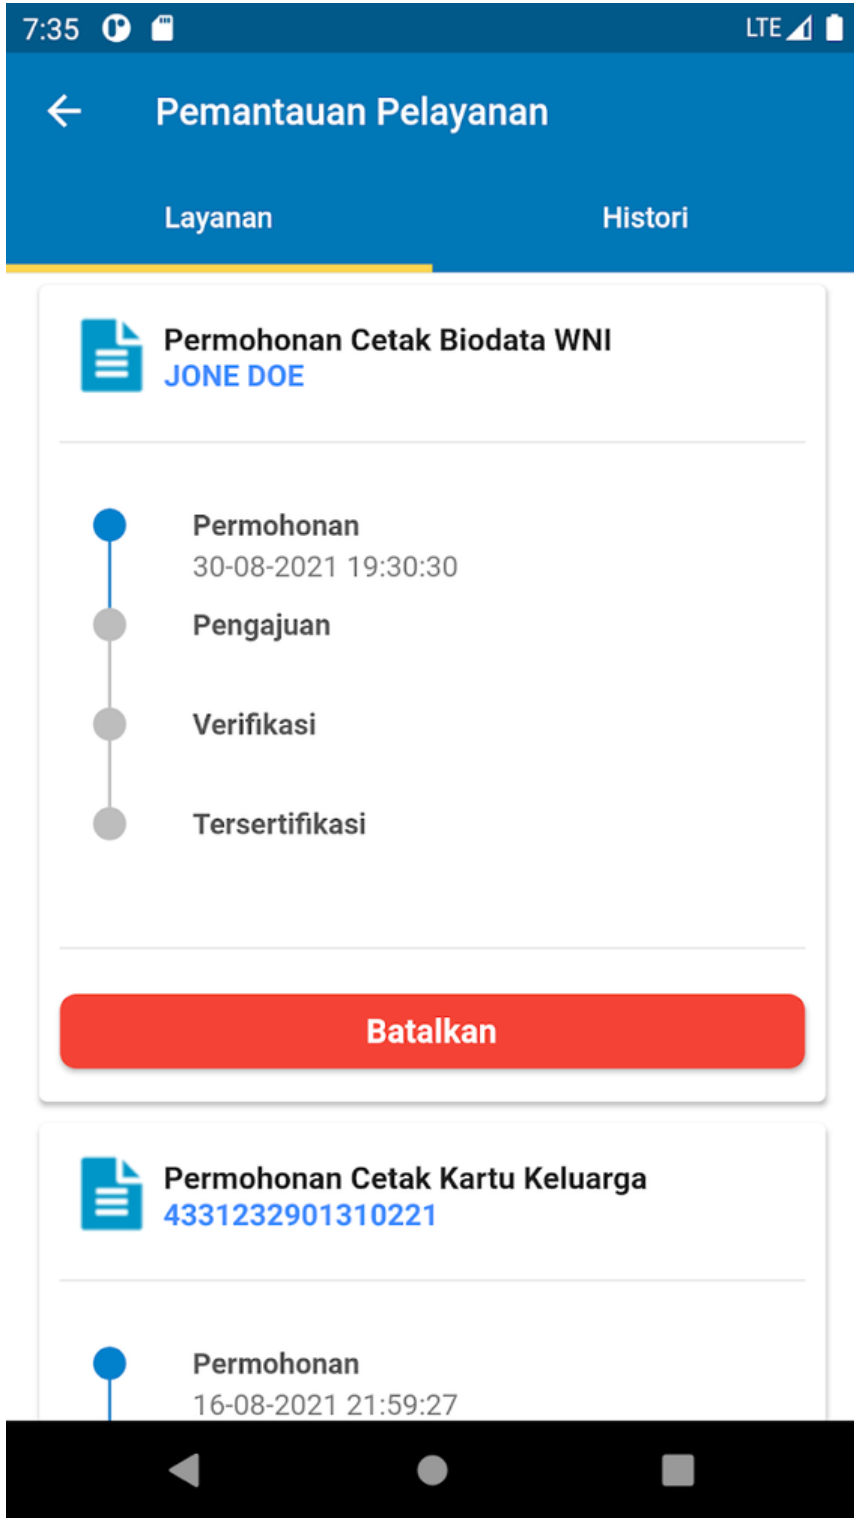 7:35
LTE
Pemantauan Pelayanan
Layanan
Histori
Permohonan Cetak Biodata WNI
JONE DOE
Permohonan
30-08-2021 19:30:30
Pengajuan
Verifikasi
Tersertifikasi
Batalkan
Permohonan Cetak Kartu Keluarga
4331232901310221
Permohonan
16-08-2021 21:59:27